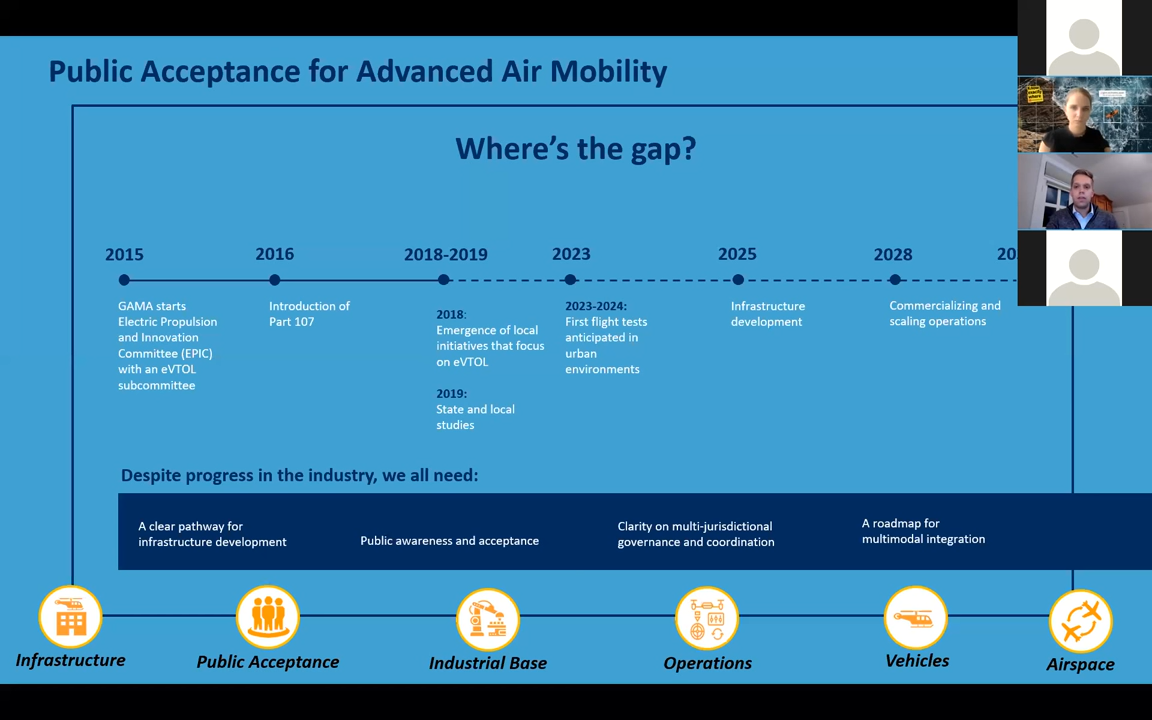 Public Acceptance for Advanced Air Mobility
Where's the gap?
2015
2016
2018-2019
2023
2025
2028
GAMA starts
Electric Propulsion
and Innovation
Committee (EPIC)
with an eVTOL
subcommittee
Introduction of
Part 107
2018:
Emergence of local
initiatives that focus
on eVTOL
2019:
State and local
studies
2023-2024:
First flight tests
anticipated in
urban
environments
Infrastructure
development
Commercializing and
scaling operations
Despite progress in the industry, we all need:
A clear pathway for
infrastructure development
Public awareness and acceptance
Clarity on multi-jurisdictional
governance and coordination
A roadmap for
multimodal integration
Infrastructure
Public Acceptance
Industrial Base
Operations
Vehicles
Airspace